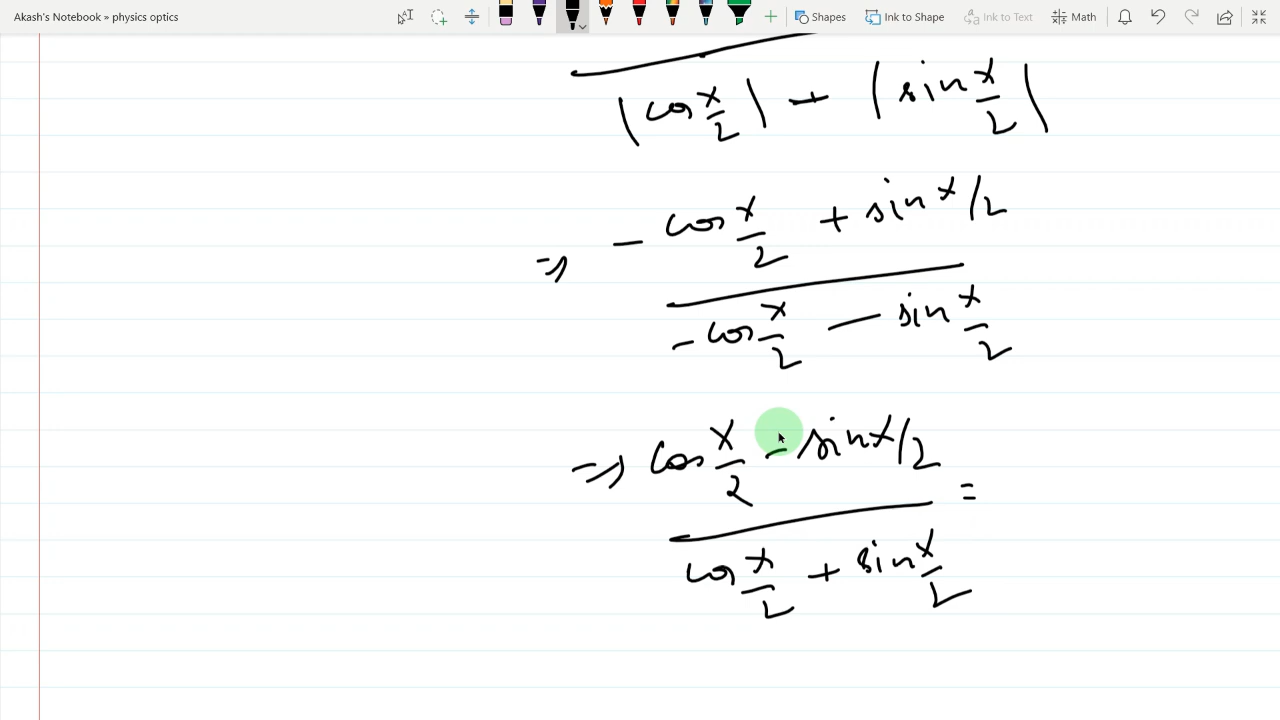 Akash's Notebook » physics optics
Shapes Ink to Shape Ink to Text Math
|cos x/2| + |sin x/2|
⇒ - cos x/2 + sin x/2
- cos x/2 - sin x/2
⇒ cos x/2 - sin x/2 =
cos x/2 + sin x/2